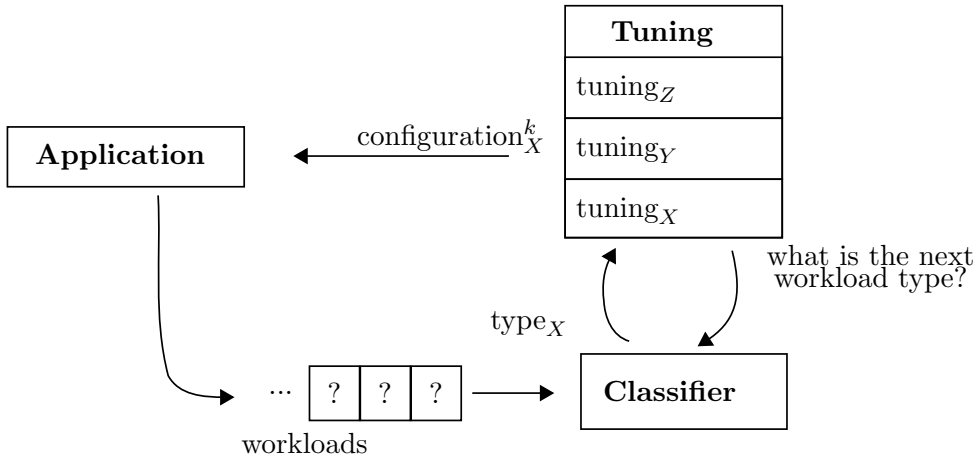 Tuning
tuning_Z
configuration^k_X
Application
tuning_Y
tuning_X
what is the next
workload type?
type_X
... ? ? ?
Classifier
workloads